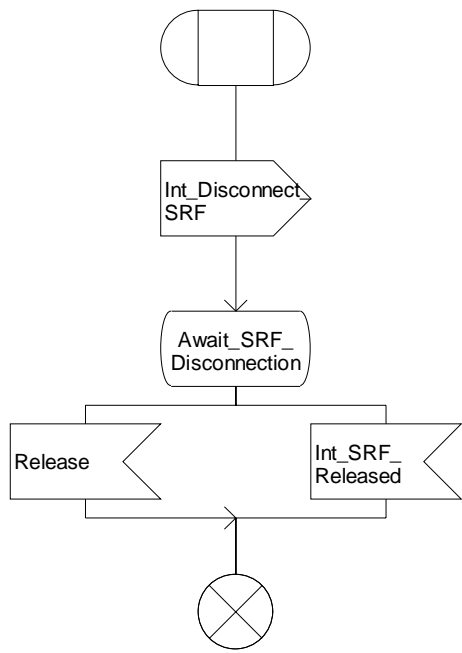 Int_Disconnect_
SRF
Await_SRF_
Disconnection
Release
Int_SRF_
Released